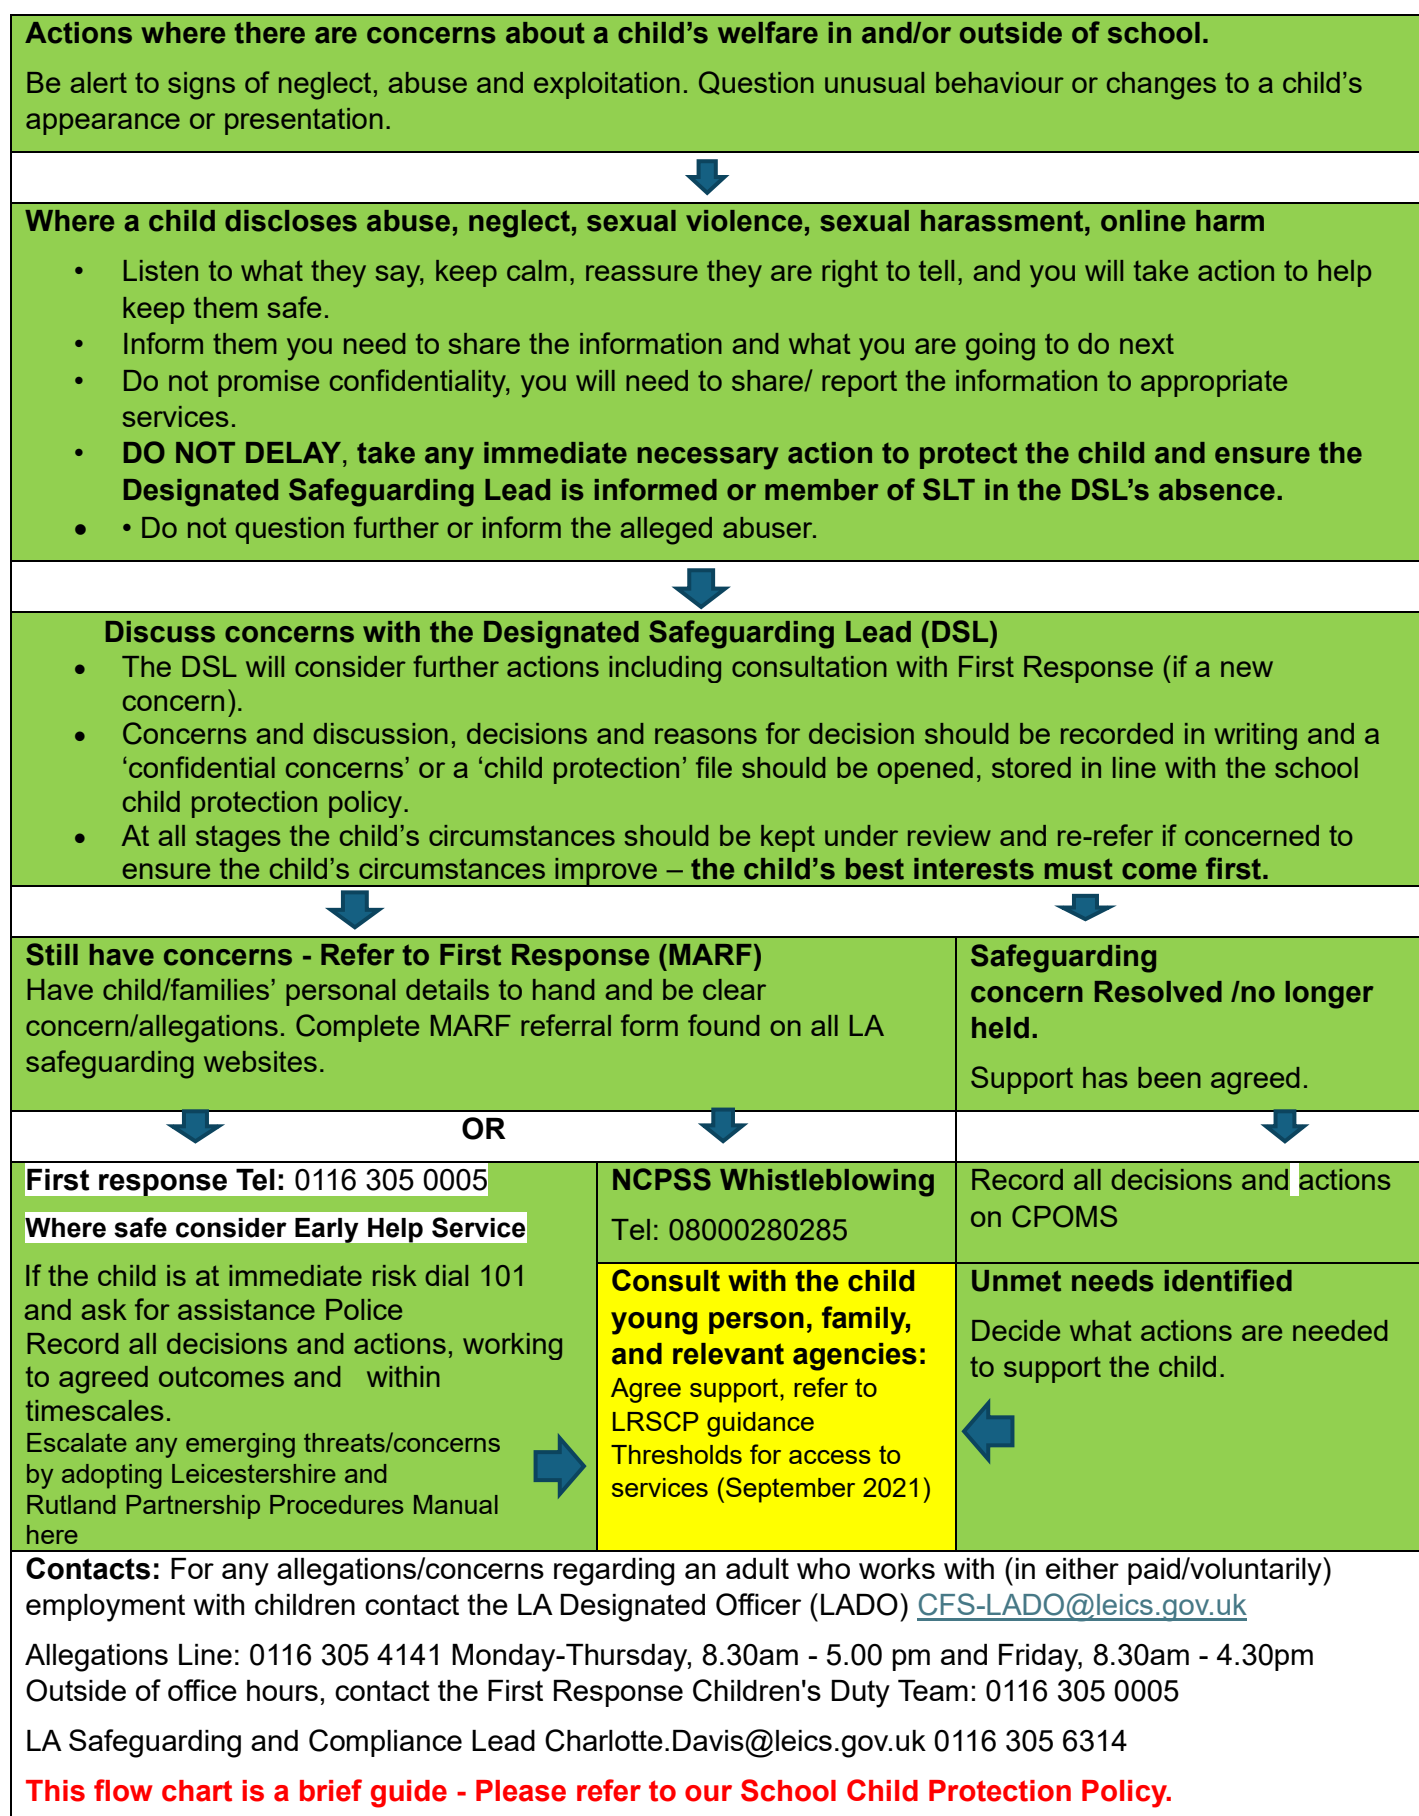 Actions where there are concerns about a child’s welfare in and/or outside of school.
Be alert to signs of neglect, abuse and exploitation. Question unusual behaviour or changes to a child’s
appearance or presentation.
Where a child discloses abuse, neglect, sexual violence, sexual harassment, online harm
• Listen to what they say, keep calm, reassure they are right to tell, and you will take action to help
keep them safe.
• Inform them you need to share the information and what you are going to do next
• Do not promise confidentiality, you will need to share/ report the information to appropriate
services.
• DO NOT DELAY, take any immediate necessary action to protect the child and ensure the
Designated Safeguarding Lead is informed or member of SLT in the DSL’s absence.
• • Do not question further or inform the alleged abuser.
Discuss concerns with the Designated Safeguarding Lead (DSL)
• The DSL will consider further actions including consultation with First Response (if a new
concern).
• Concerns and discussion, decisions and reasons for decision should be recorded in writing and a
‘confidential concerns’ or a ‘child protection’ file should be opened, stored in line with the school
child protection policy.
• At all stages the child’s circumstances should be kept under review and re-refer if concerned to
ensure the child’s circumstances improve – the child’s best interests must come first.
Still have concerns - Refer to First Response (MARF)
Have child/families’ personal details to hand and be clear
concern/allegations. Complete MARF referral form found on all LA
safeguarding websites.
Safeguarding
concern Resolved /no longer
held.
Support has been agreed.
OR
First response Tel: 0116 305 0005
Where safe consider Early Help Service
If the child is at immediate risk dial 101
and ask for assistance Police
Record all decisions and actions, working
to agreed outcomes and within
timescales.
Escalate any emerging threats/concerns
by adopting Leicestershire and
Rutland Partnership Procedures Manual
here
NCPSS Whistleblowing
Tel: 08000280285
Consult with the child
young person, family,
and relevant agencies:
Agree support, refer to
LRSCP guidance
Thresholds for access to
services (September 2021)
Record all decisions and actions
on CPOMS
Unmet needs identified
Decide what actions are needed
to support the child.
Contacts: For any allegations/concerns regarding an adult who works with (in either paid/voluntarily)
employment with children contact the LA Designated Officer (LADO) CFS-LADO@leics.gov.uk
Allegations Line: 0116 305 4141 Monday-Thursday, 8.30am - 5.00 pm and Friday, 8.30am - 4.30pm
Outside of office hours, contact the First Response Children's Duty Team: 0116 305 0005
LA Safeguarding and Compliance Lead Charlotte.Davis@leics.gov.uk 0116 305 6314
This flow chart is a brief guide - Please refer to our School Child Protection Policy.